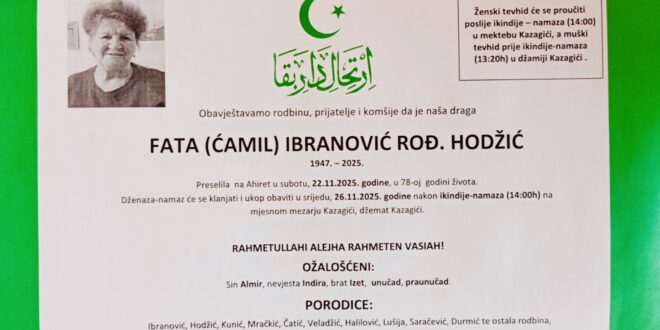 Ženski tevhid će se proučiti
poslije ikindije – namaza (14:00)
u mektebu Kazagići, a muški
tevhid prije ikindije-namaza
(13:20h) u džamiji Kazagići .
إرتحال دار بقا
Obavještavamo rodbinu, prijatelje i komšije da je naša draga
FATA (ĆAMIL) IBRANOVIĆ ROĐ. HODŽIĆ
1947. – 2025.
Preselila na Ahiret u subotu, 22.11.2025. godine, u 78-oj godini života.
Dženaza-namaz će se klanjati i ukop obaviti u srijedu, 26.11.2025. godine nakon ikindije-namaza (14:00h) na
mjesnom mezarju Kazagići, džemat Kazagići.
RAHMETULLAHI ALEJHA RAHMETEN VASIAH!
OŽALOŠĆENI:
Sin Almir, nevjesta Indira, brat Izet, unučad, praunučad.
PORODICE:
Ibranović, Hodžić, Kunić, Mračkić, Čatić, Veladžić, Halilović, Lušija, Saračević, Durmić te ostala rodbina,